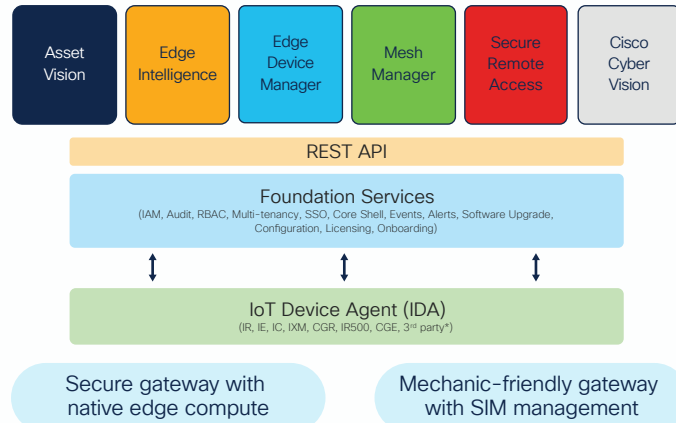 Asset
Vision
Edge
Intelligence
Edge
Device
Manager
Mesh
Manager
Secure
Remote
Access
Cisco
Cyber
Vision
REST API
Foundation Services
(IAM, Audit, RBAC, Multi-tenancy, SSO, Core Shell, Events, Alerts, Software Upgrade,
Configuration, Licensing, Onboarding)
IoT Device Agent (IDA)
(IR, IE, IC, IXM, CGR, IR500, CGE, 3rd party*)
Secure gateway with
native edge compute
Mechanic-friendly gateway
with SIM management